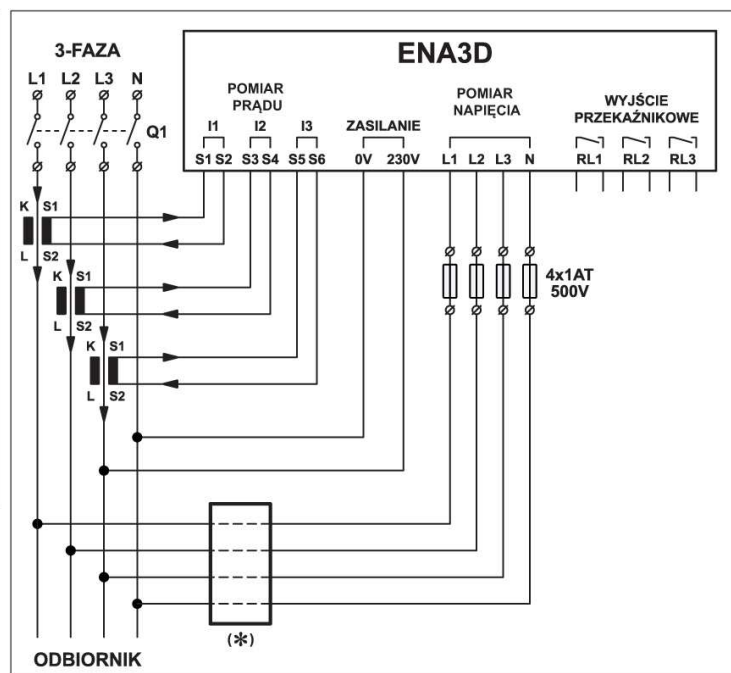 3-FAZA
ENA3D
L1 L2 L3 N
Q1
POMIAR
PRĄDU
I1 I2 I3
S1 S2 S3 S4 S5 S6
ZASILANIE
0V 230V
POMIAR
NAPIĘCIA
L1 L2 L3 N
WYJŚCIE
PRZEKAŹNIKOWE
RL1 RL2 RL3
K S1
L S2
K S1
L S2
K S1
L S2
4x1AT
500V
(*)
ODBIORNIK